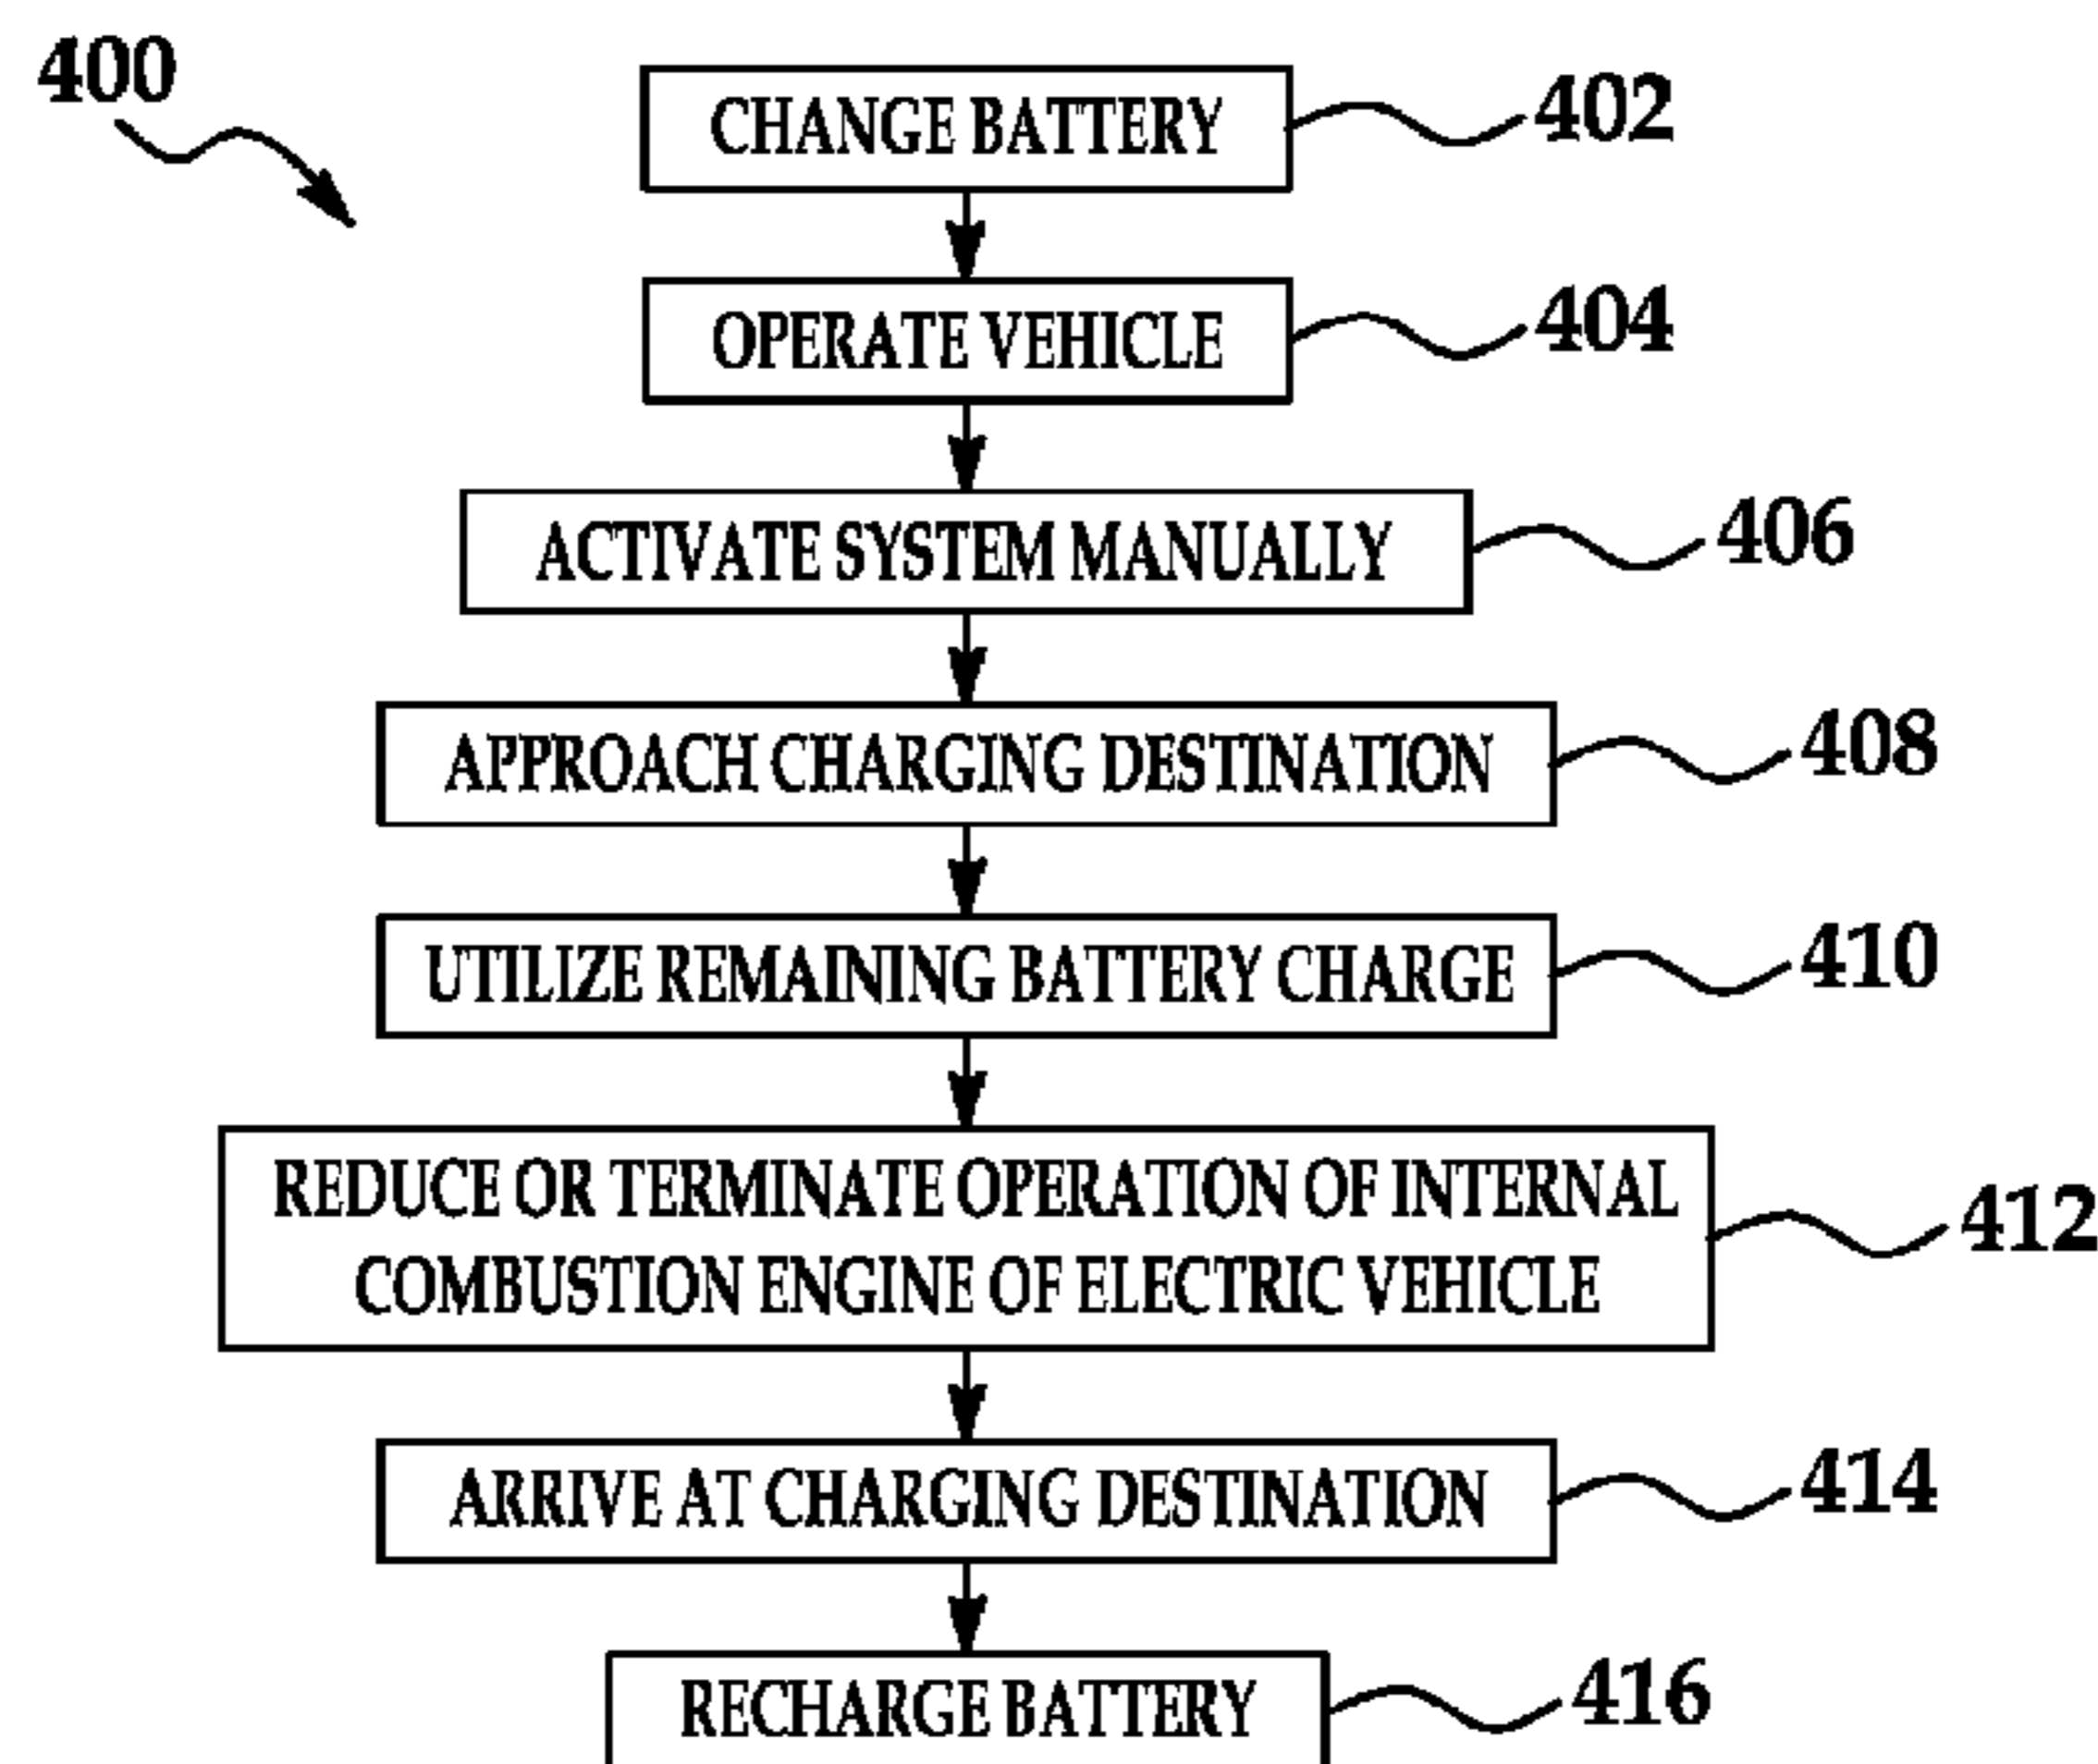 400
CHANGE BATTERY
402
OPERATE VEHICLE
404
ACTIVATE SYSTEM MANUALLY
406
APPROACH CHARGING DESTINATION
408
UTILIZE REMAINING BATTERY CHARGE
410
REDUCE OR TERMINATE OPERATION OF INTERNAL
COMBUSTION ENGINE OF ELECTRIC VEHICLE
412
ARRIVE AT CHARGING DESTINATION
414
RECHARGE BATTERY
416